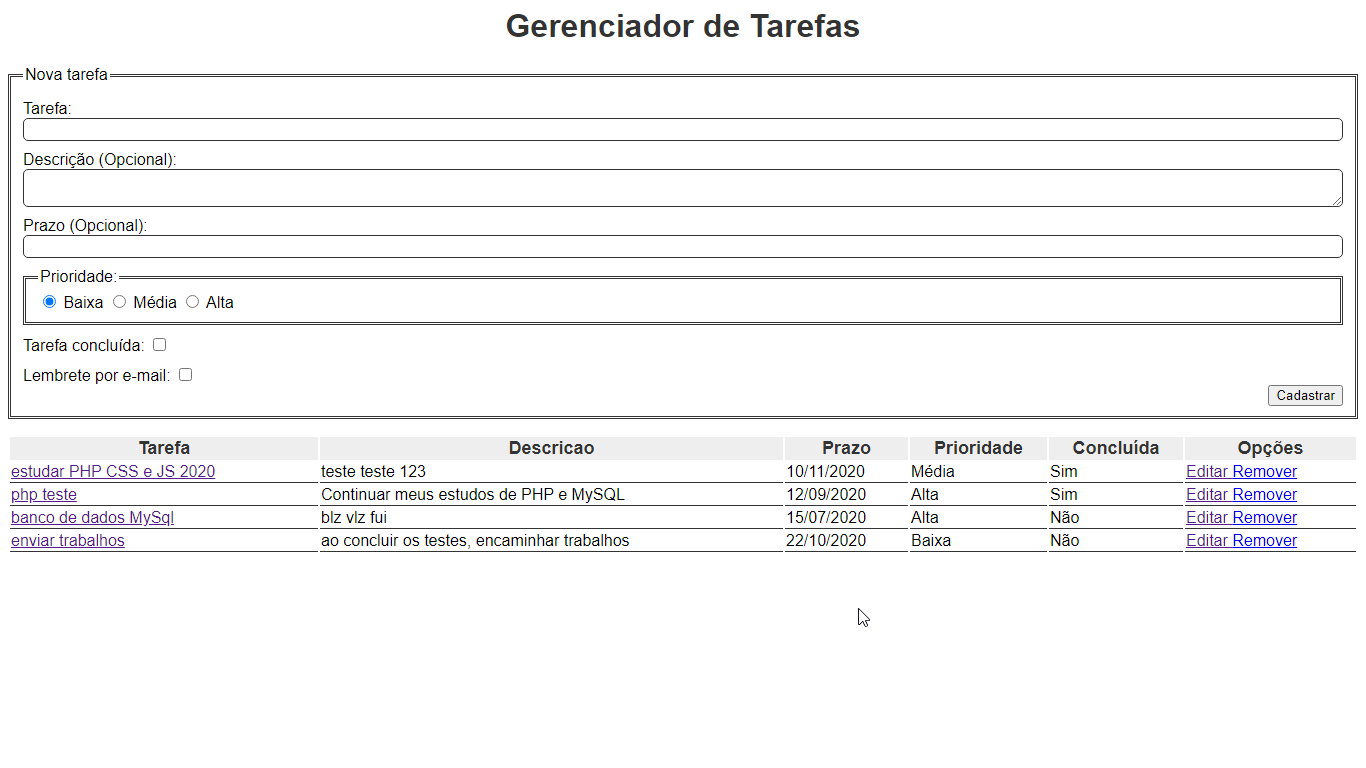 Gerenciador de Tarefas
Nova tarefa
Tarefa:
Descrição (Opcional):
Prazo (Opcional):
Prioridade:
Baixa Média Alta
Tarefa concluída:
Lembrete por e-mail:
Cadastrar
Tarefa Descricao Prazo Prioridade Concluída Opções
estudar PHP CSS e JS 2020 teste teste 123 10/11/2020 Média Sim Editar Remover
php teste Continuar meus estudos de PHP e MySQL 12/09/2020 Alta Sim Editar Remover
banco de dados MySql blz vlz fui 15/07/2020 Alta Não Editar Remover
enviar trabalhos ao concluir os testes, encaminhar trabalhos 22/10/2020 Baixa Não Editar Remover